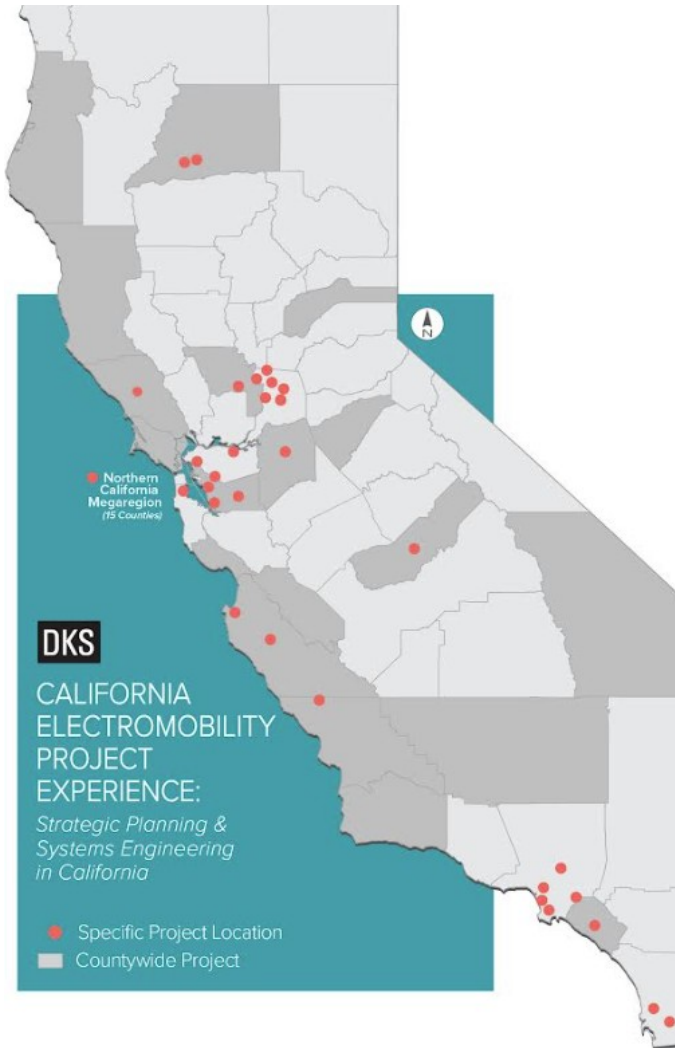 N
Northern
California
Megaregion
(15 Counties)
DKS
CALIFORNIA
ELECTROMOBILITY
PROJECT
EXPERIENCE:
Strategic Planning &
Systems Engineering
in California
Specific Project Location
Countywide Project